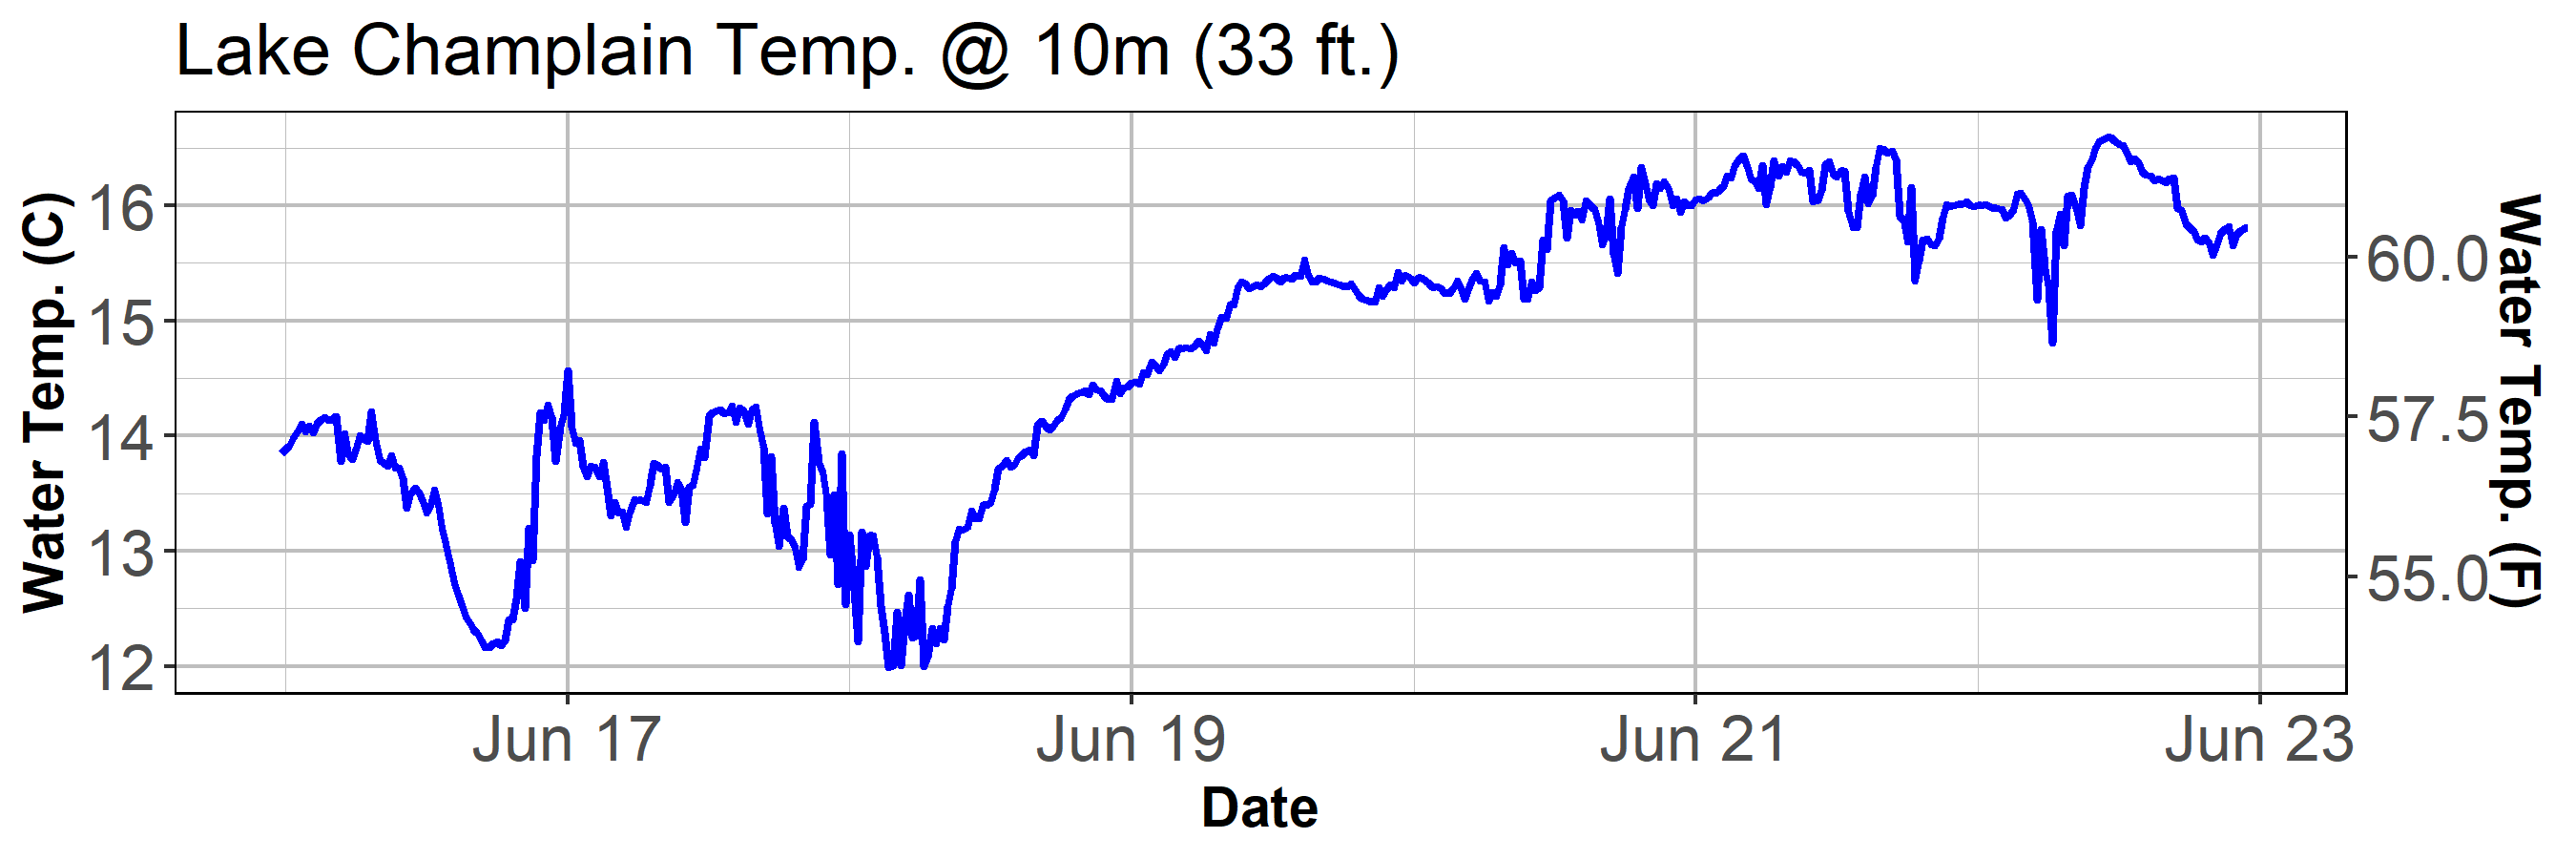 Lake Champlain Temp. @ 10m (33 ft.)
Water Temp. (C)
16
15
14
13
12
60.0
57.5
55.0
Water Temp. (F)
Jun 17 Jun 19 Jun 21 Jun 23
Date